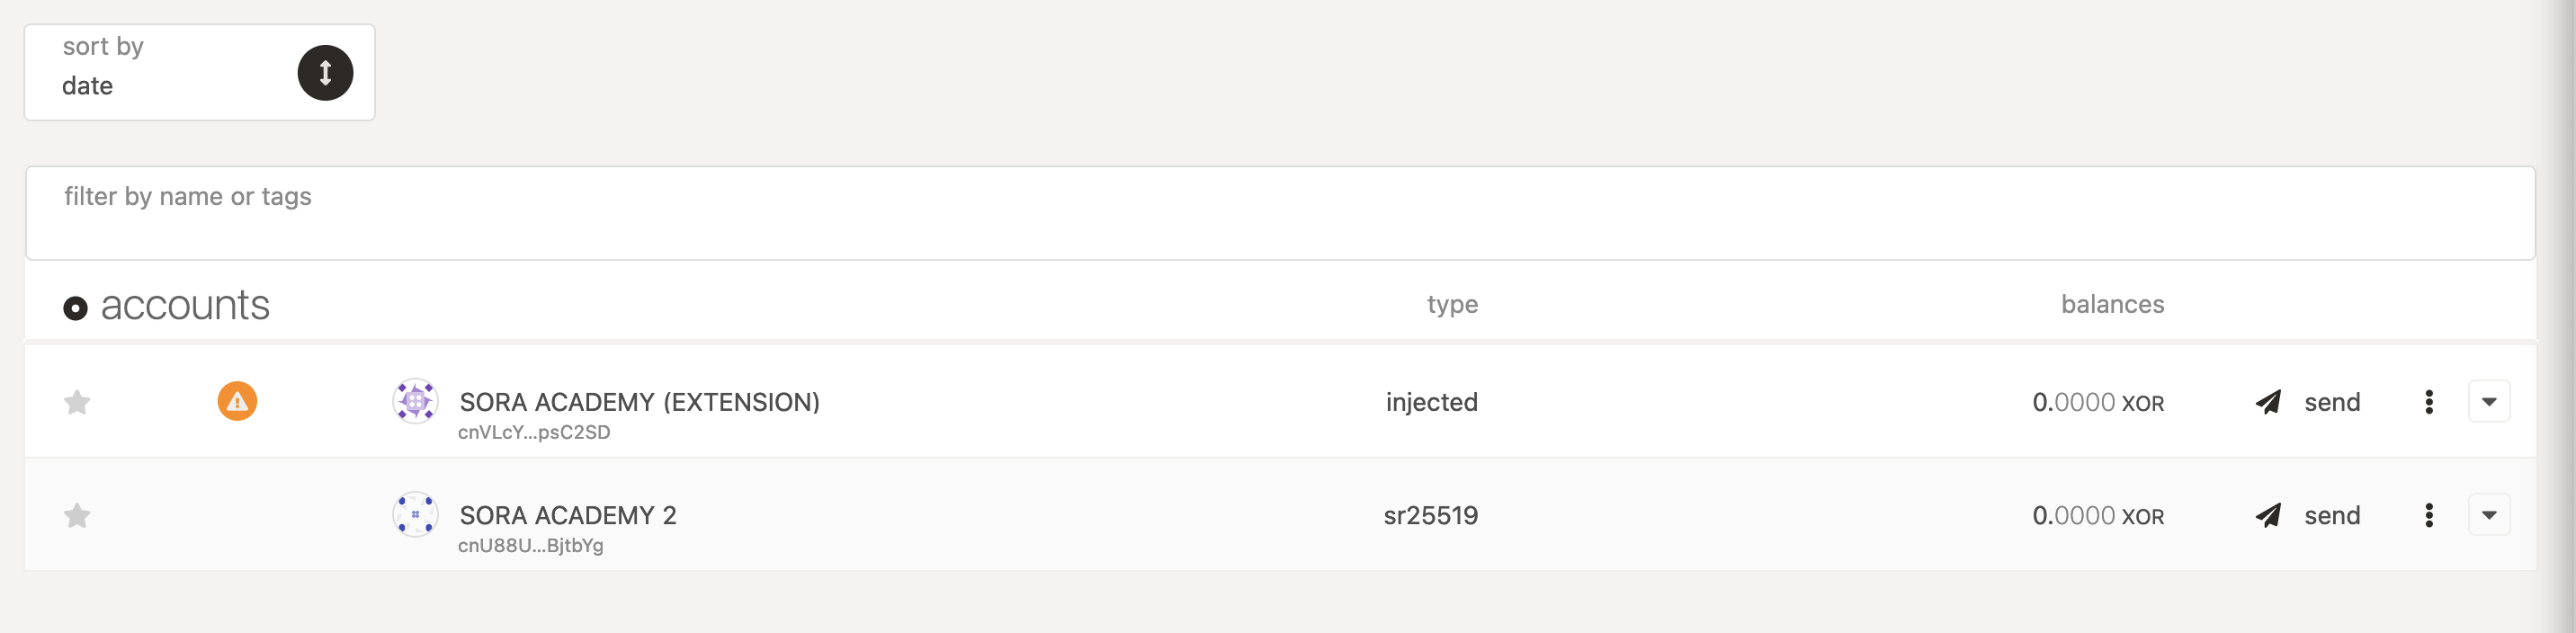 sort by
date
filter by name or tags
accounts type balances
SORA ACADEMY (EXTENSION) injected 0.0000 XOR send
cnVLcY...psC2SD
SORA ACADEMY 2 sr25519 0.0000 XOR send
cnU88U...BjtbYg